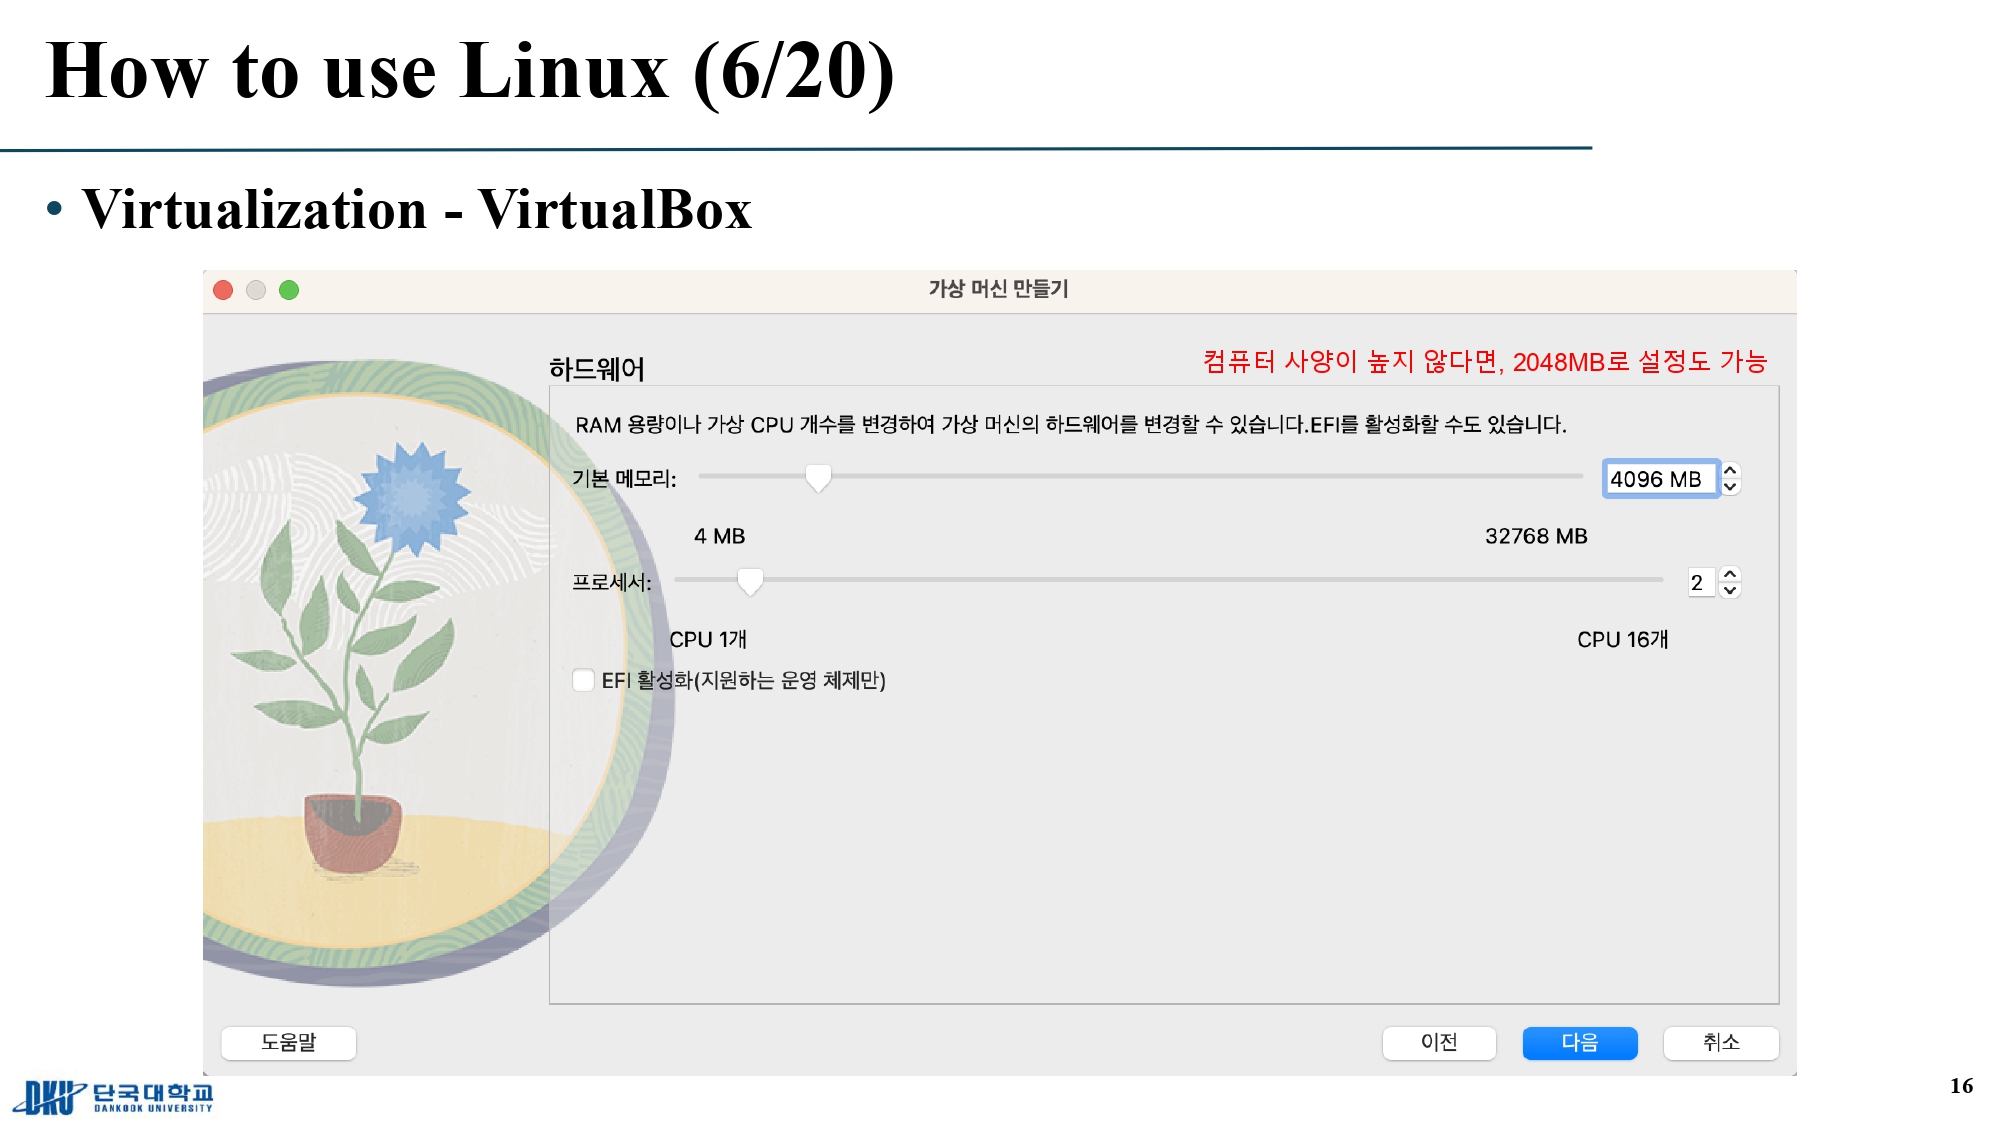 How to use Linux (6/20)
• Virtualization - VirtualBox
가상 머신 만들기
하드웨어
컴퓨터 사양이 높지 않다면, 2048MB로 설정도 가능
RAM 용량이나 가상 CPU 개수를 변경하여 가상 머신의 하드웨어를 변경할 수 있습니다.EFI를 활성화할 수도 있습니다.
기본 메모리: 4096 MB
4 MB 32768 MB
프로세서: 2
CPU 1개 CPU 16개
EFI 활성화(지원하는 운영 체제만)
도움말 이전 다음 취소
DKU 단국대학교
DANKOOK UNIVERSITY
16